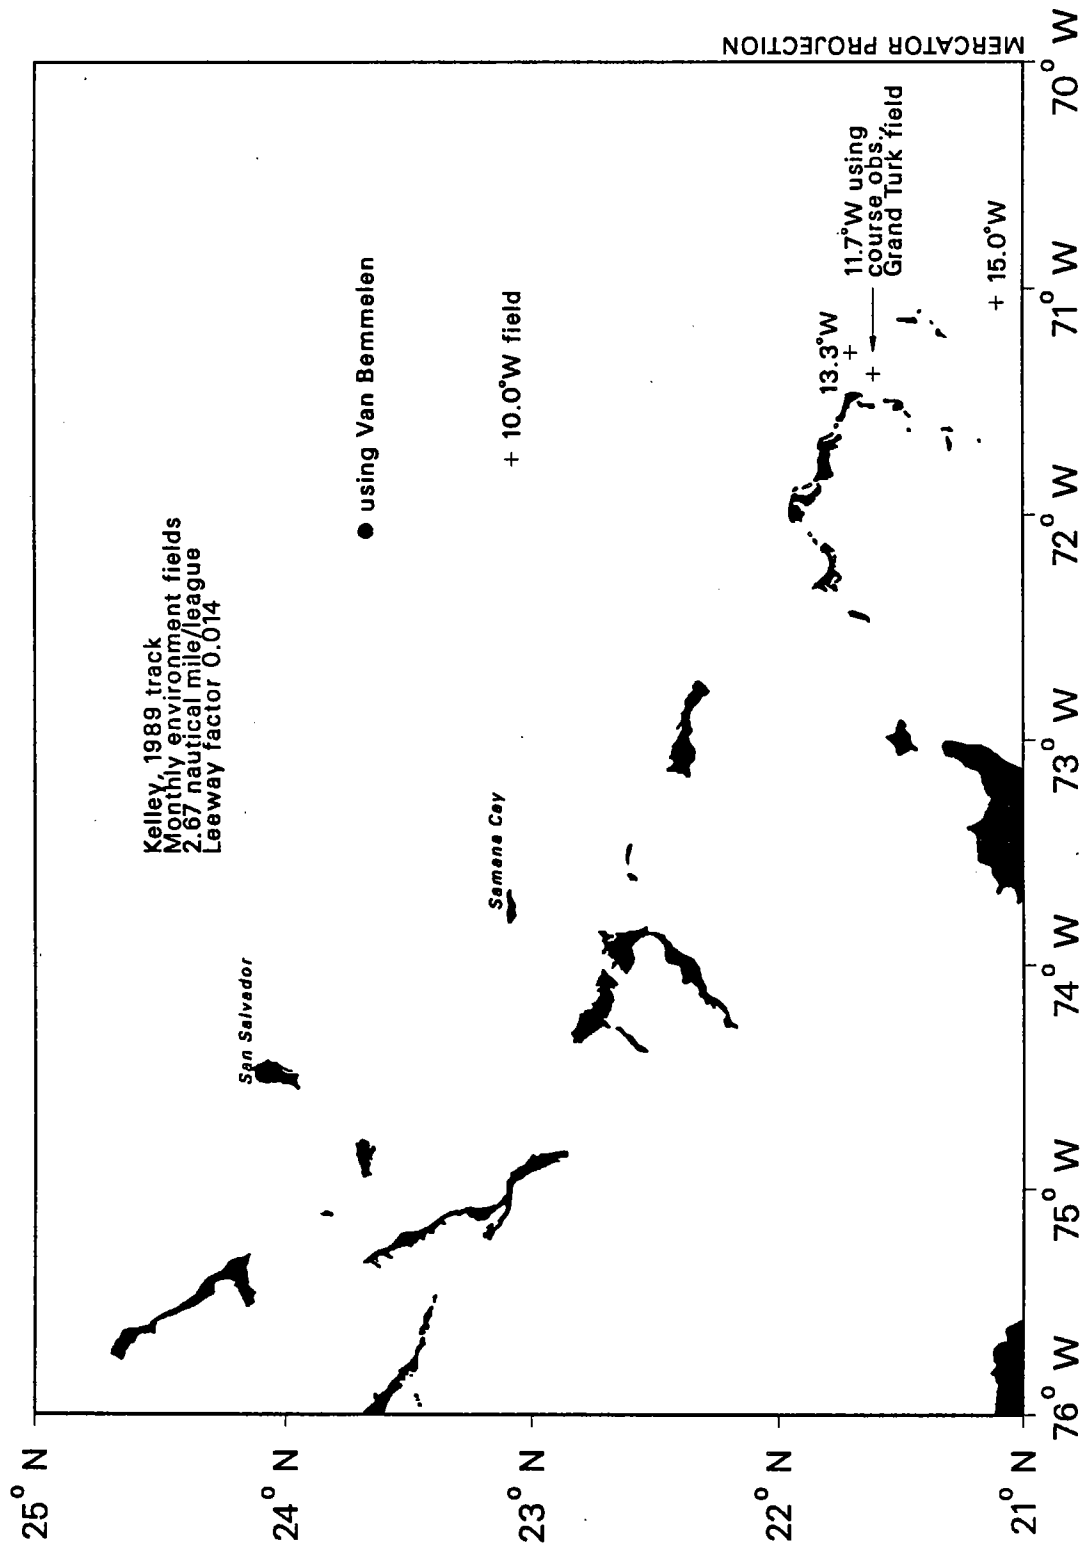 Kelley, 1989 track
Monthly environment fields
2.67 nautical mile/league
Leeway factor 0.014
San Salvador
● using Van Bemmelen
Samana Cay
+ 10.0°W field
13.3°W
+
+
11.7°W using
course obs./
Grand Turk field
+ 15.0°W
25° N
24° N
23° N
22° N
21° N
76° W
75° W
74° W
73° W
72° W
71° W
70° W
MERCATOR PROJECTION